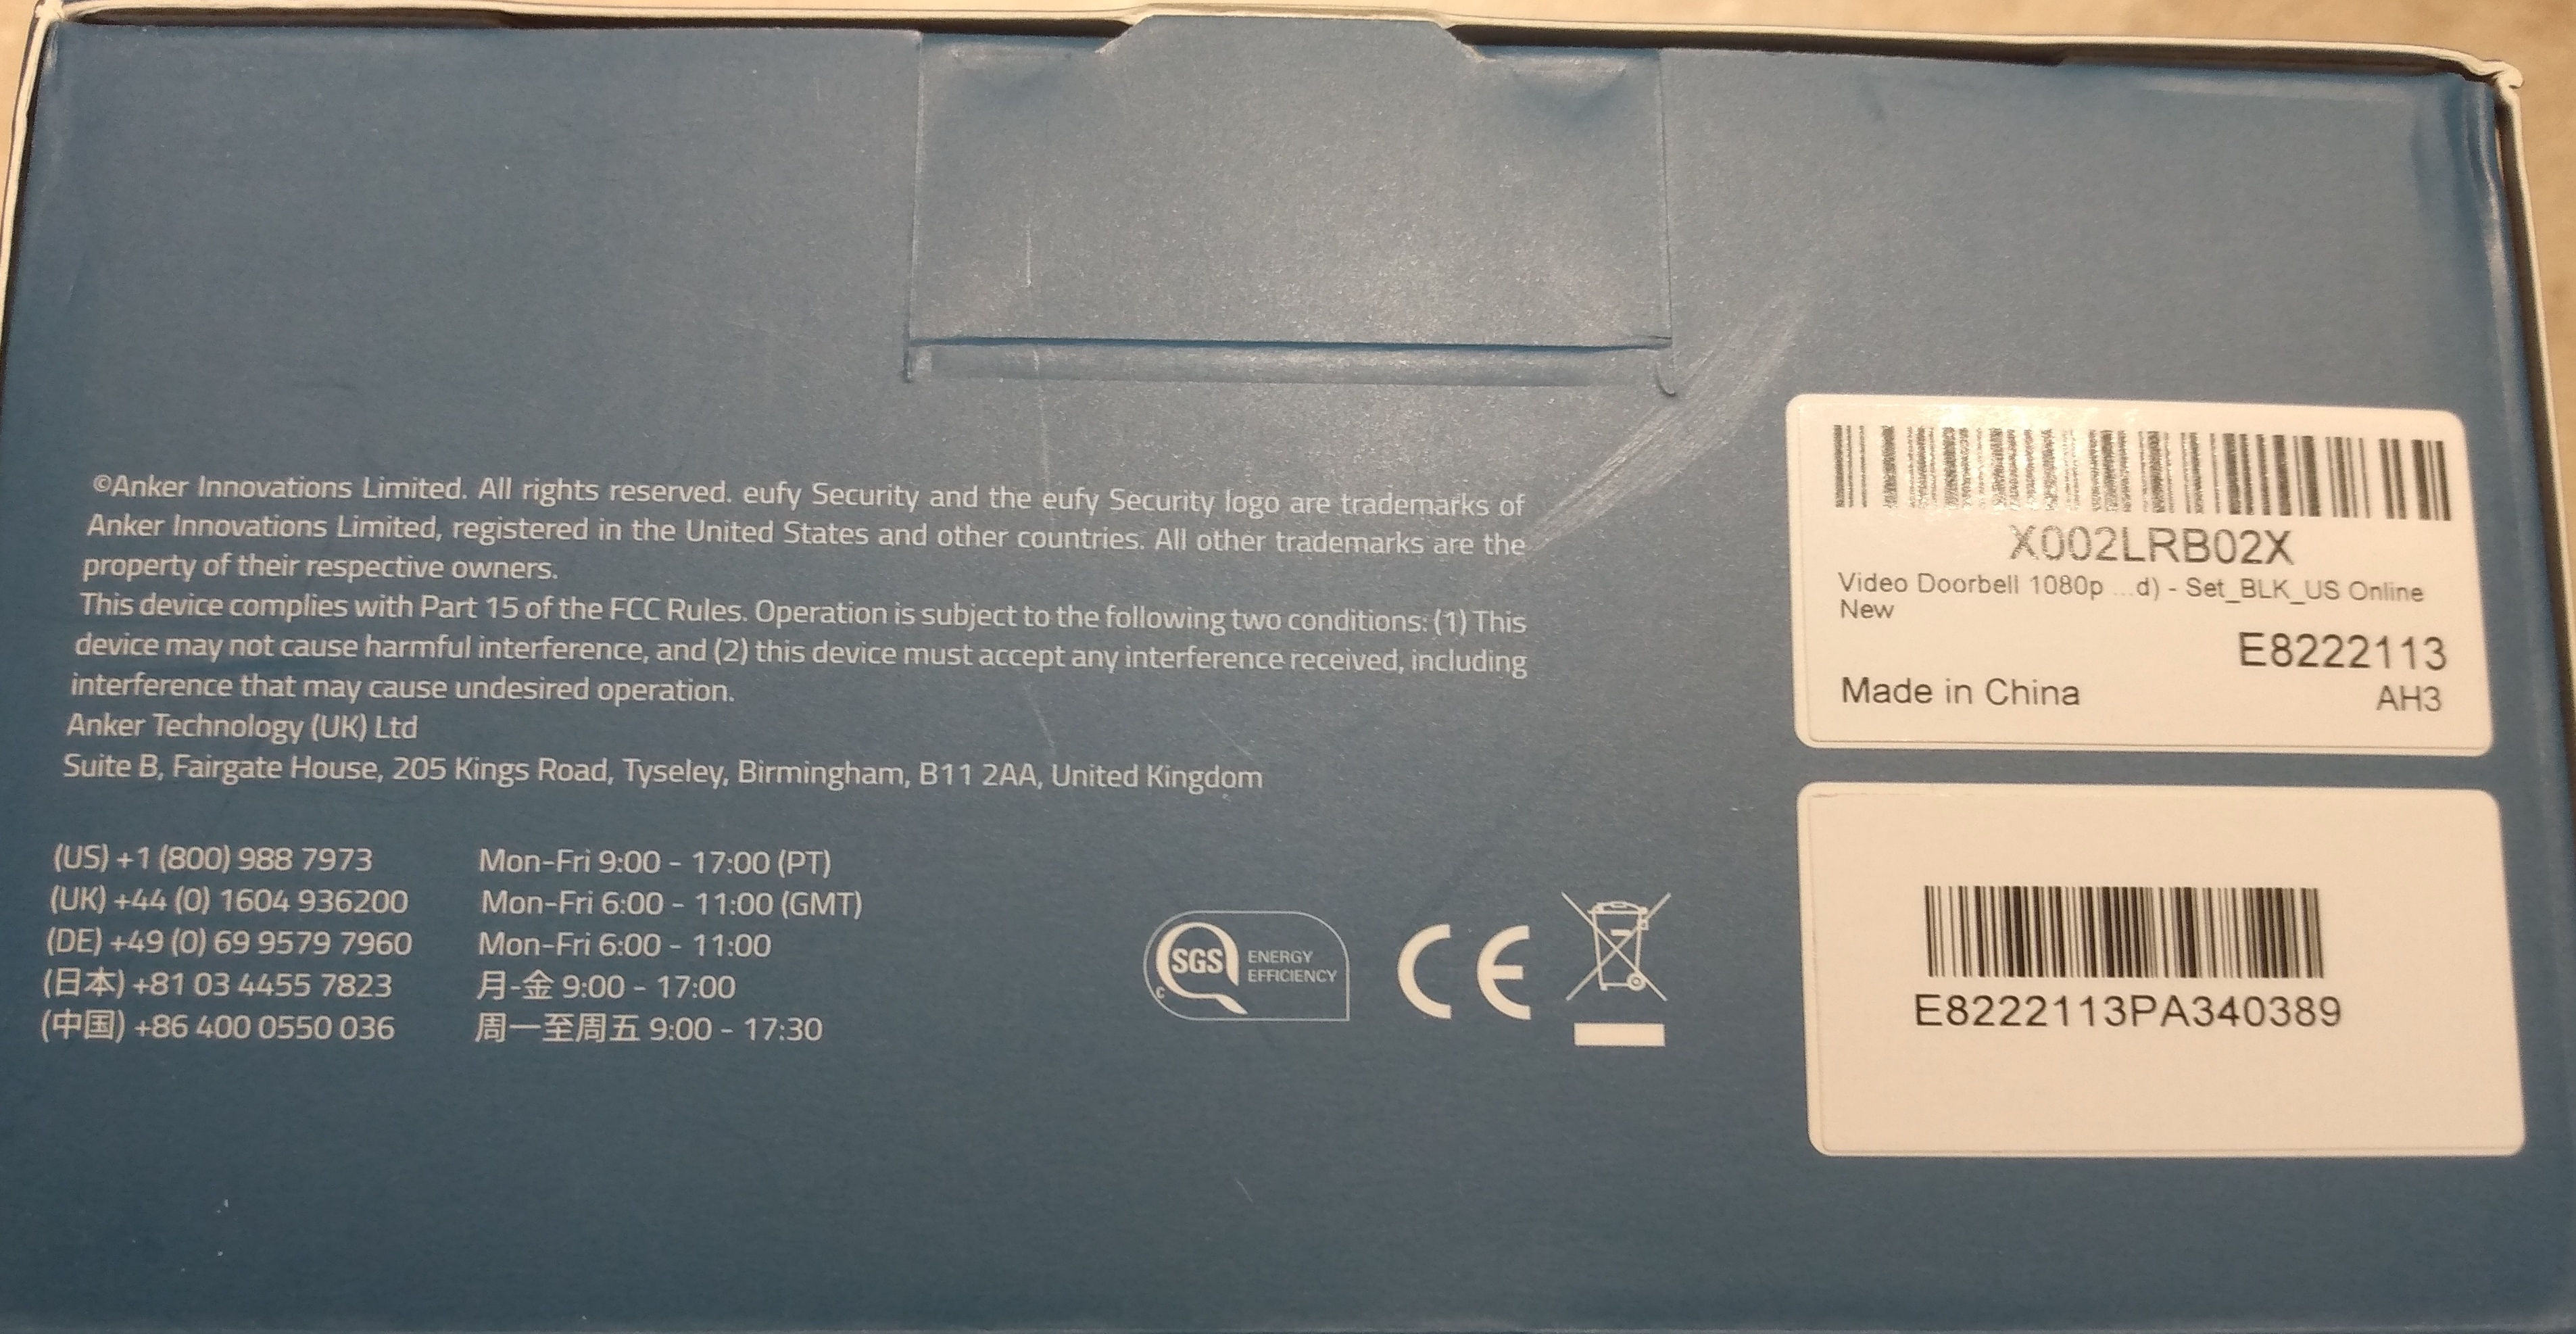 ©Anker Innovations Limited. All rights reserved. eufy Security and the eufy Security logo are trademarks of
Anker Innovations Limited, registered in the United States and other countries. All other trademarks are the
property of their respective owners.
This device complies with Part 15 of the FCC Rules. Operation is subject to the following two conditions: (1) This
device may not cause harmful interference, and (2) this device must accept any interference received, including
interference that may cause undesired operation.
Anker Technology (UK) Ltd
Suite B, Fairgate House, 205 Kings Road, Tyseley, Birmingham, B11 2AA, United Kingdom
(US) +1 (800) 988 7973 Mon-Fri 9:00 - 17:00 (PT)
(UK) +44 (0) 1604 936200 Mon-Fri 6:00 - 11:00 (GMT)
(DE) +49 (0) 69 9579 7960 Mon-Fri 6:00 - 11:00
(日本) +81 03 4455 7823 月-金 9:00 - 17:00
(中国) +86 400 0550 036 周一至周五 9:00 - 17:30
SGS ENERGY
EFFICIENCY
C
CE
X002LRB02X
Video Doorbell 1080p ...d) - Set_BLK_US Online
New
E8222113
Made in China AH3
E8222113PA340389